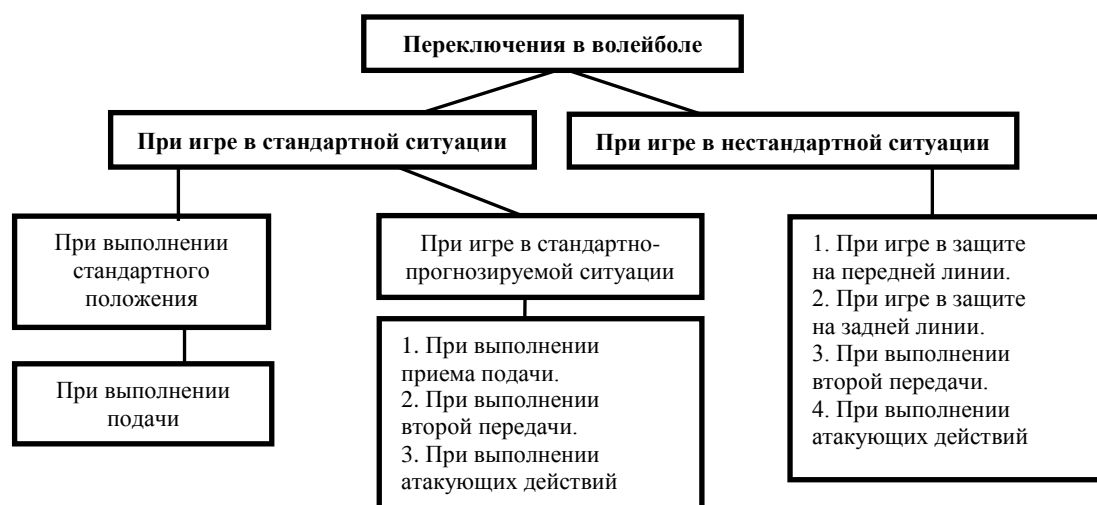 Переключения в волейболе
При игре в стандартной ситуации
При игре в нестандартной ситуации
При выполнении
стандартного
положения
При выполнении
подачи
При игре в стандартно-
прогнозируемой ситуации
1. При выполнении
приема подачи.
2. При выполнении
второй передачи.
3. При выполнении
атакующих действий
1. При игре в защите
на передней линии.
2. При игре в защите
на задней линии.
3. При выполнении
второй передачи.
4. При выполнении
атакующих действий